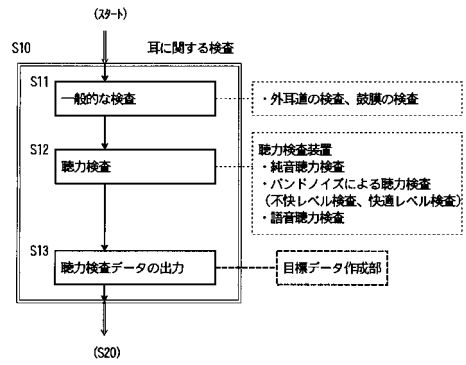 (ｽﾀｰﾄ)
S10
耳に関する検査
S11
一般的な検査
・外耳道の検査、鼓膜の検査
S12
聴力検査
聴力検査装置
・純音聴力検査
・バンドノイズによる聴力検査
(不快レベル検査、快適レベル検査)
・語音聴力検査
S13
聴力検査データの出力
目標データ作成部
(S20)